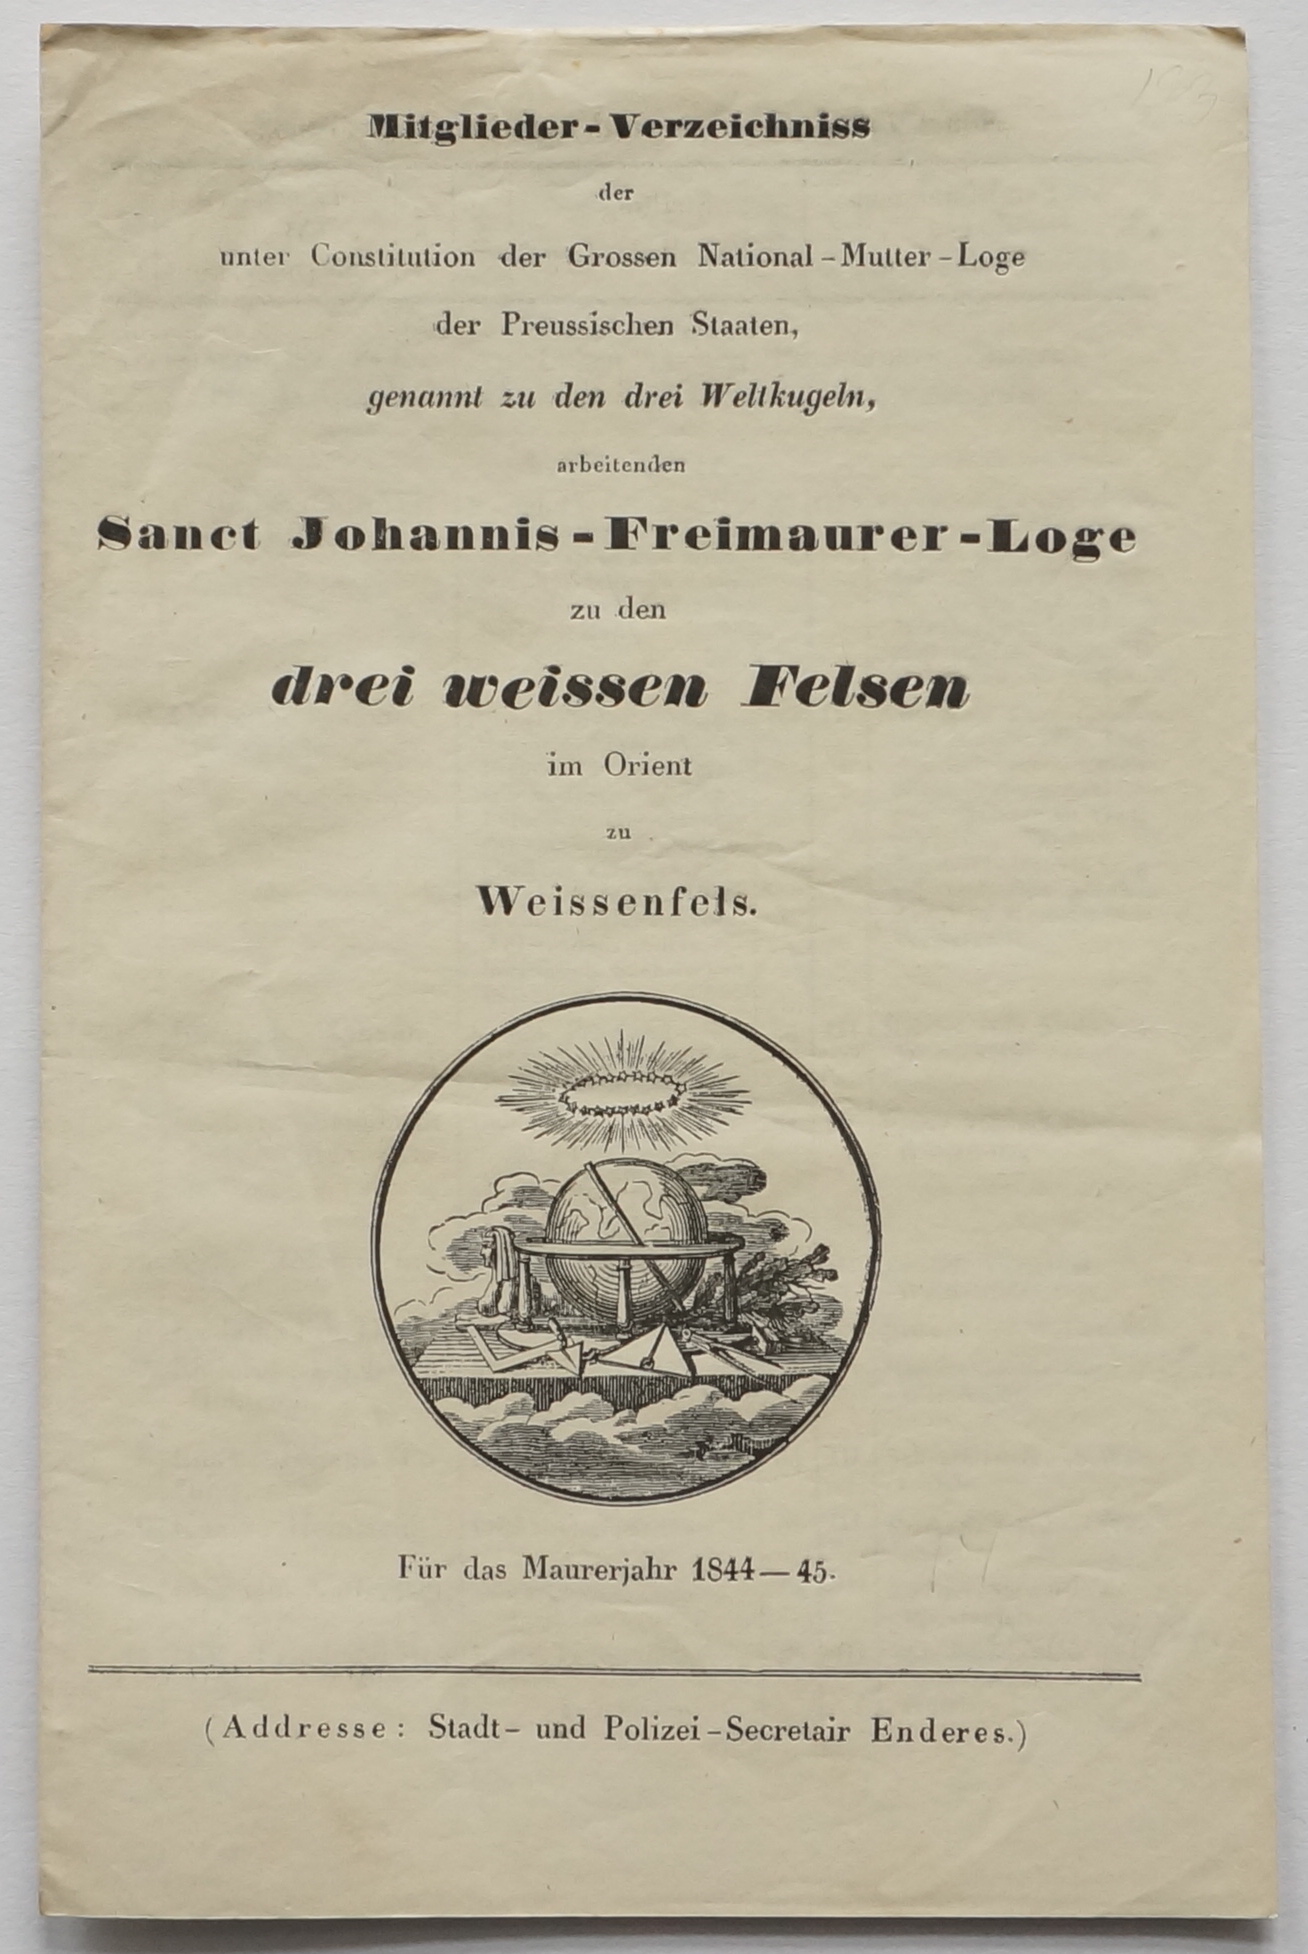 Mitglieder-Verzeichniss
der
unter Constitution der Grossen National-Mutter-Loge
der Preussischen Staaten,
genannt zu den drei Weltkugeln,
arbeitenden
Sanct Johannis-Freimaurer-Loge
zu den
drei weissen Felsen
im Orient
zu
Weissenfels.
Für das Maurerjahr 1844—45.
(Addresse: Stadt- und Polizei-Secretair Enderes.)